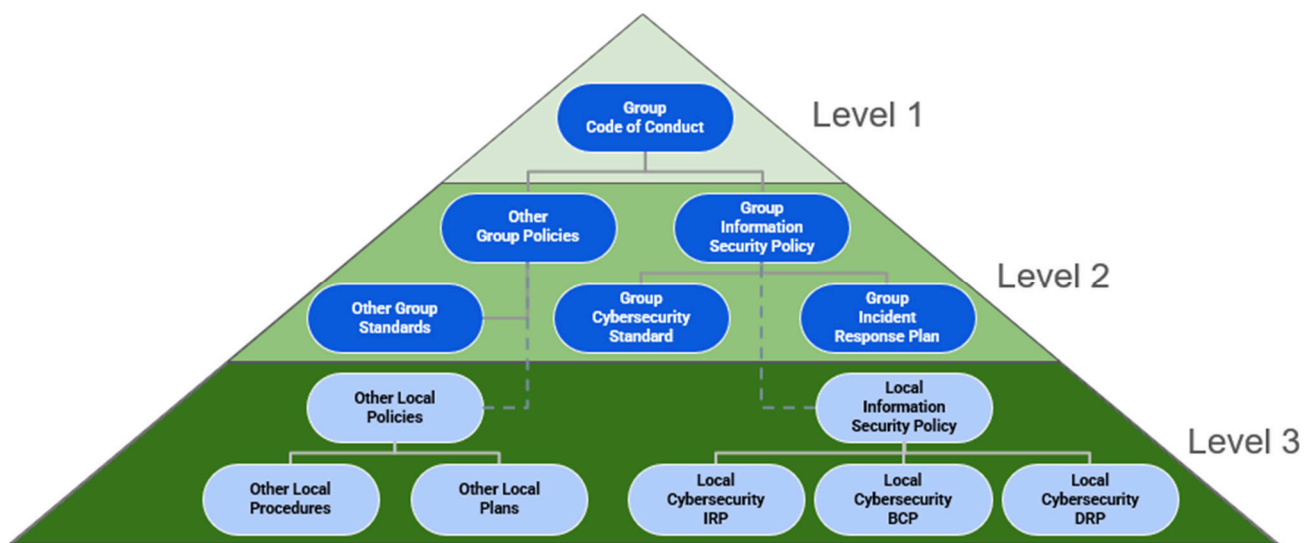 Group
Code of Conduct
Level 1
Other
Group Policies
Group
Information
Security Policy
Level 2
Other Group
Standards
Group
Cybersecurity
Standard
Group
Incident
Response Plan
Other Local
Policies
Local
Information
Security Policy
Level 3
Other Local
Procedures
Other Local
Plans
Local
Cybersecurity
IRP
Local
Cybersecurity
BCP
Local
Cybersecurity
DRP